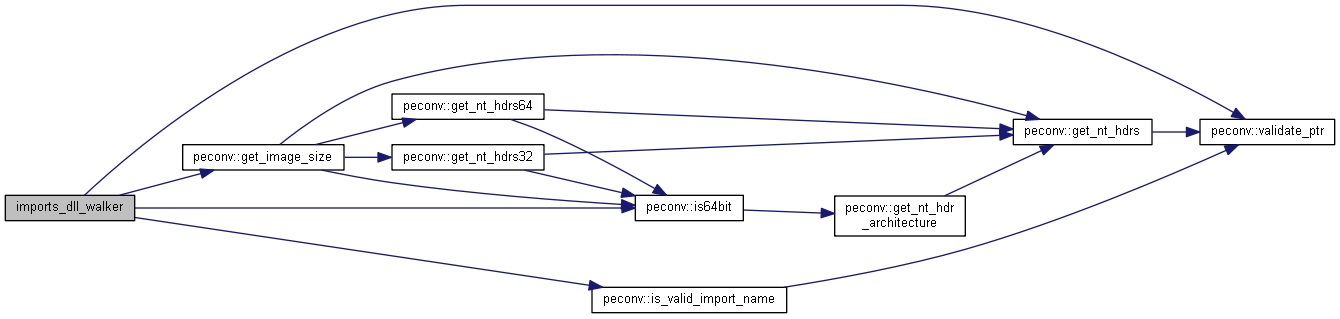 imports_dll_walker
peconv::get_image_size
peconv::get_nt_hdrs64
peconv::get_nt_hdrs32
peconv::is64bit
peconv::get_nt_hdr
_architecture
peconv::get_nt_hdrs
peconv::validate_ptr
peconv::is_valid_import_name